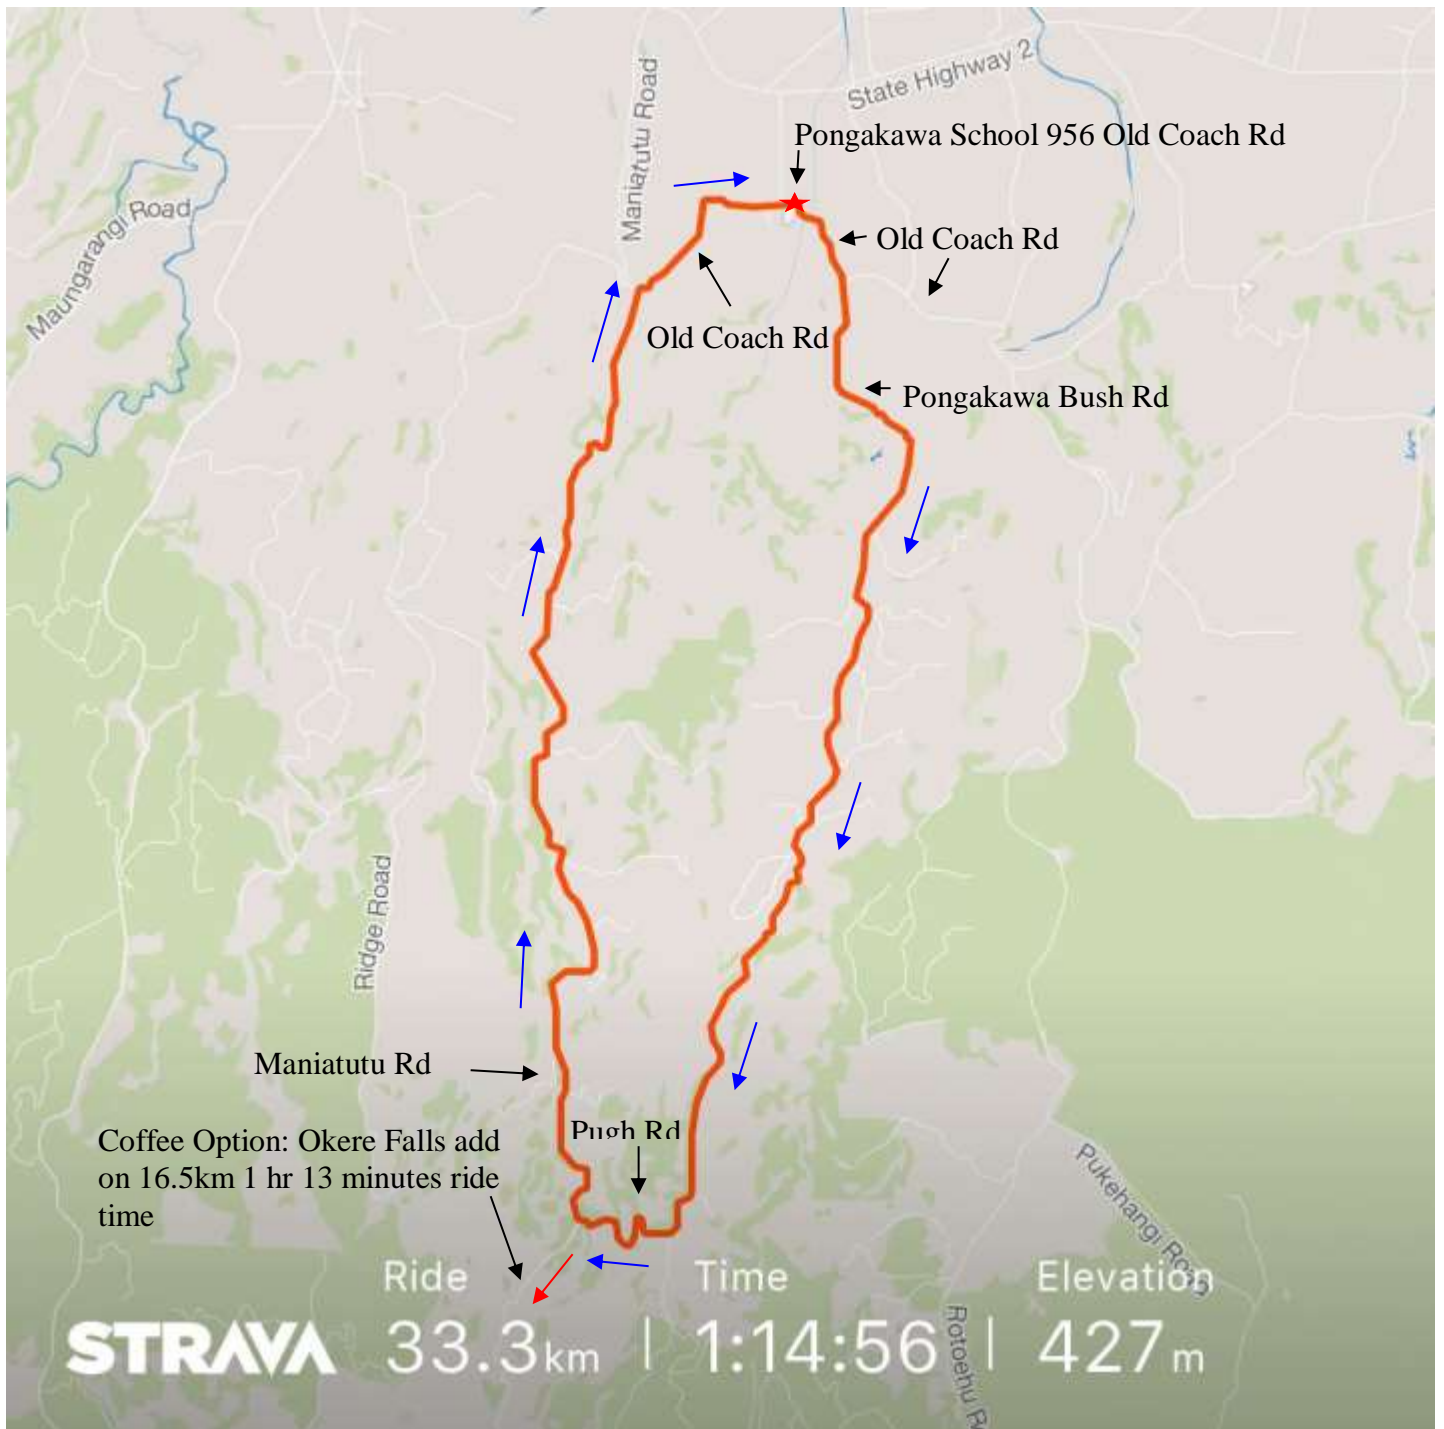 State Highway 2
Maniatutu Road
Pongakawa School 956 Old Coach Rd
Maungarangi Road
Old Coach Rd
Old Coach Rd
Pongakawa Bush Rd
Ridge Road
Maniatutu Rd
Pugh Rd
Coffee Option: Okere Falls add
on 16.5km 1 hr 13 minutes ride
time
Pukehangi Road
Rotoehu R
Ride
Time
Elevation
STRAVA
33.3km
1:14:56
427 m